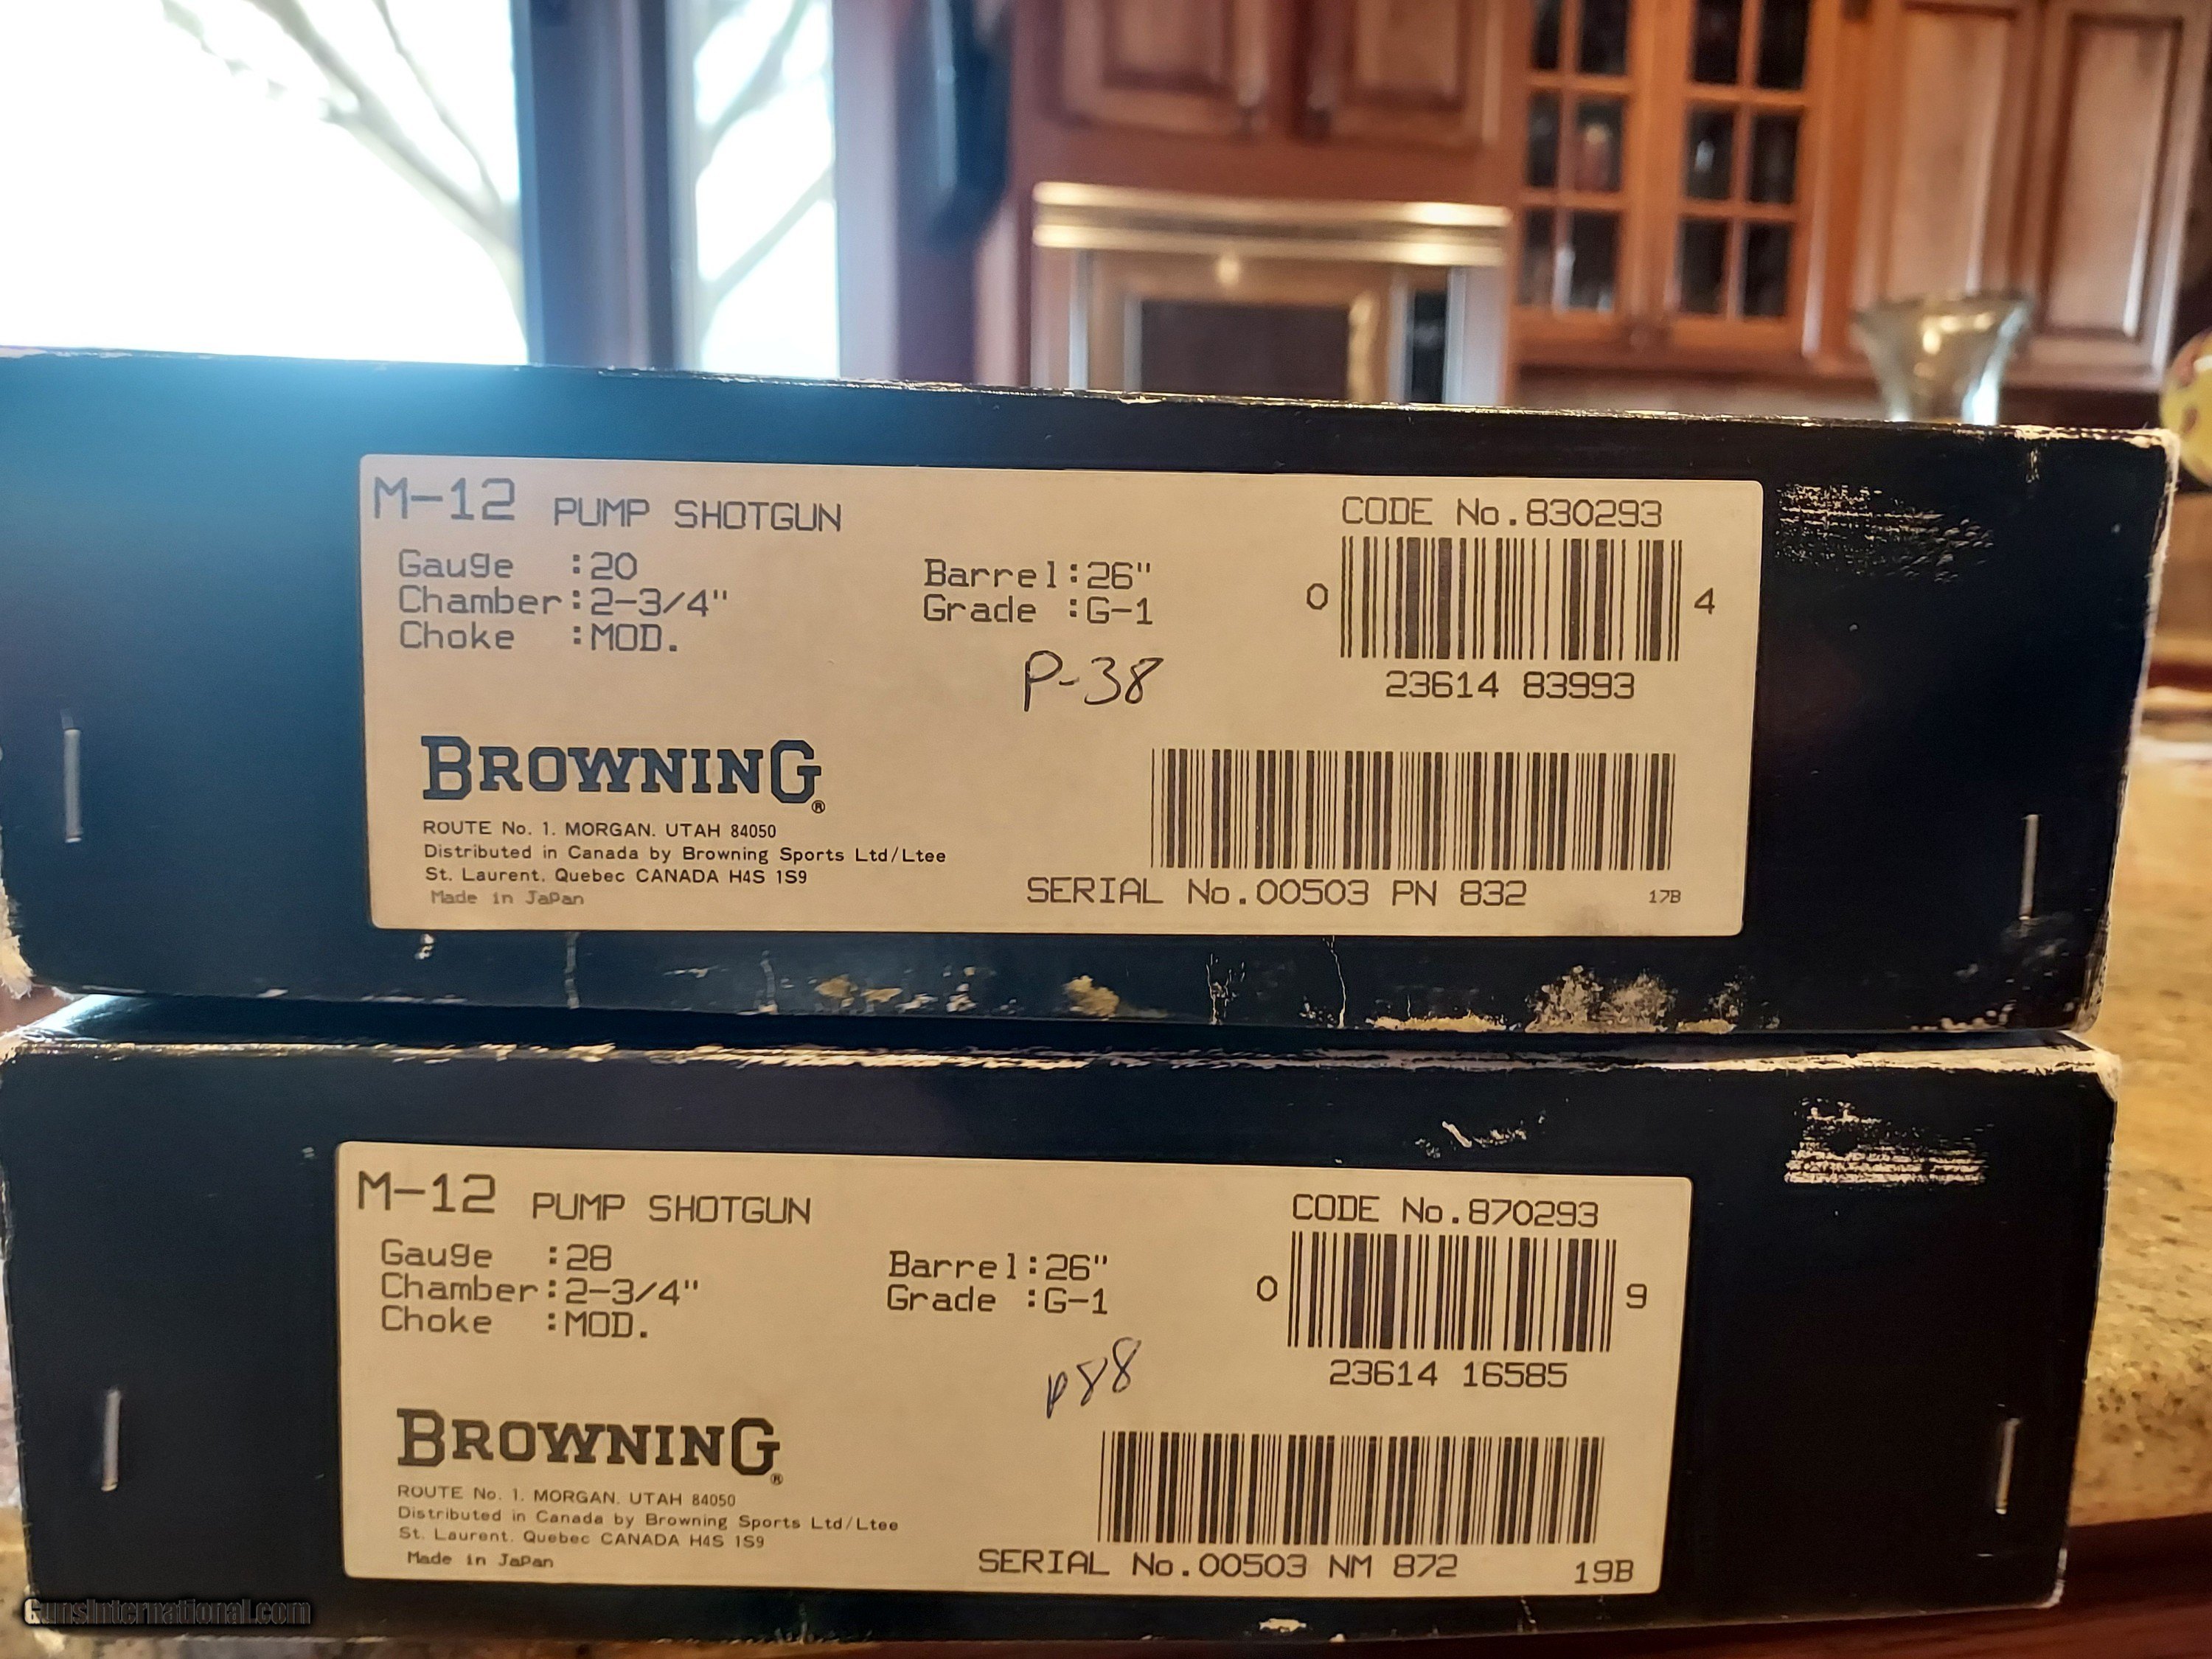 M-12 PUMP SHOTGUN
Gauge :20
Chamber:2-3/4"
Choke :MOD.
Barrel:26"
Grade :G-1
P-38
CODE No.830293
0 4
23614 83993
BROWNING®
ROUTE No. 1. MORGAN. UTAH 84050
Distributed in Canada by Browning Sports Ltd/Ltee
St. Laurent. Quebec CANADA H4S 1S9
Made in Japan
SERIAL No.00503 PN 832
17B
M-12 PUMP SHOTGUN
Gauge :28
Chamber:2-3/4"
Choke :MOD.
Barrel:26"
Grade :G-1
P88
CODE No.870293
0 9
23614 16585
BROWNING®
ROUTE No. 1. MORGAN. UTAH 84050
Distributed in Canada by Browning Sports Ltd/Ltee
St. Laurent. Quebec CANADA H4S 1S9
Made in Japan
SERIAL No.00503 NM 872
19B
GunsInternational.com